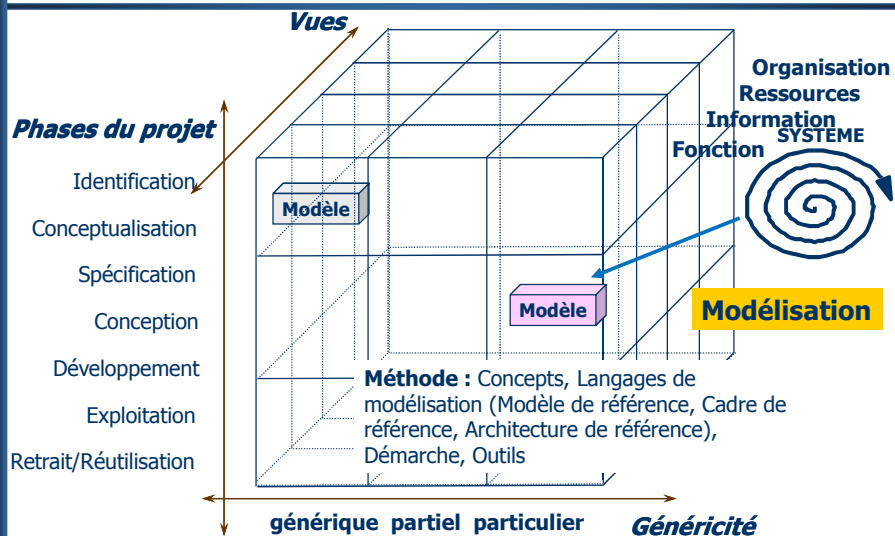 Vues
Organisation
Ressources
Information
SYSTEME
Fonction
Phases du projet
Identification
Conceptualisation
Spécification
Conception
Développement
Exploitation
Retrait/Réutilisation
Modèle
Modèle
Modélisation
Méthode : Concepts, Langages de
modélisation (Modèle de référence, Cadre de
référence, Architecture de référence),
Démarche, Outils
générique partiel particulier
Généricité